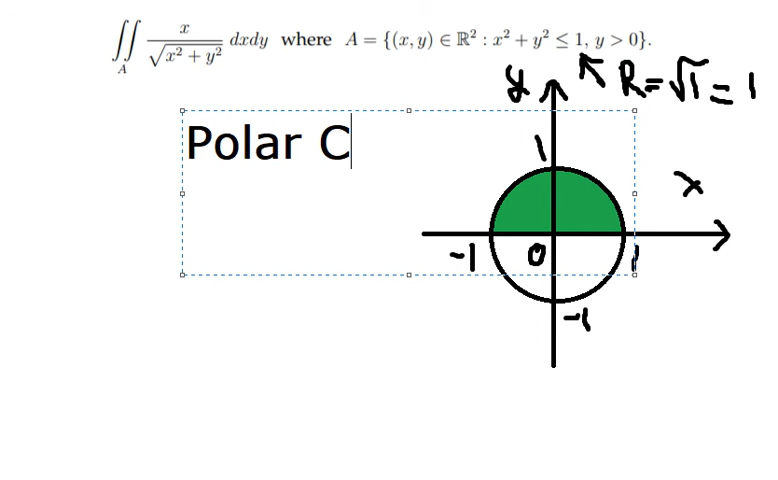 ∬_A x/√(x² + y²) dxdy where A = {(x, y) ∈ ℝ² : x² + y² ≤ 1, y > 0}.
y R=√1=1
Polar C
1
x
-1 0 1
-1